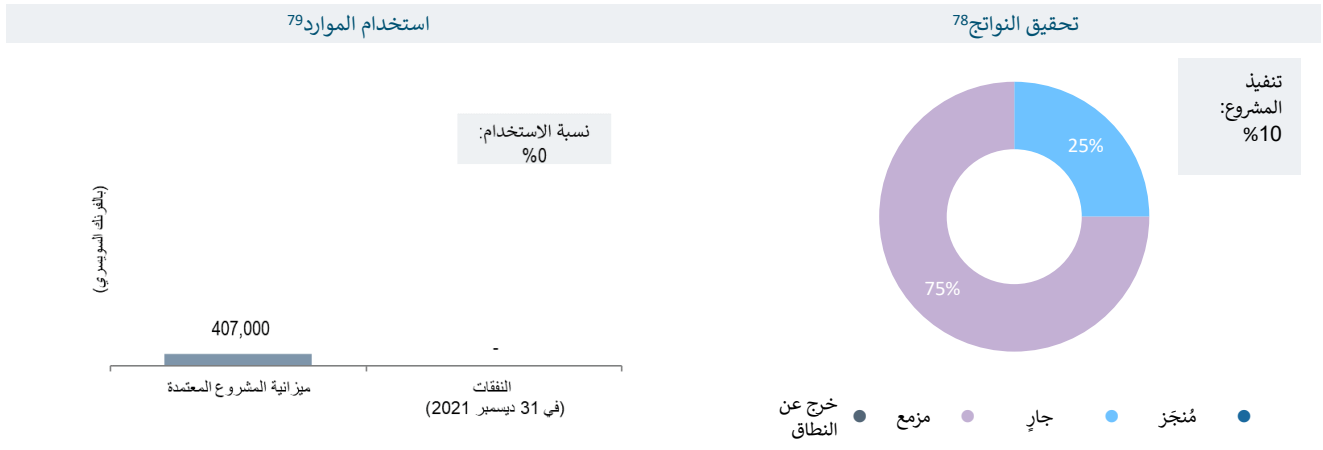 تحقيق النواتج78
استخدام الموارد79
تنفيذ
المشروع:
%10
25%
75%
مُنجَز
جارٍ
مزمع
خرج عن
النطاق
نسبة الاستخدام:
%0
(بالفرنك السويسري)
407,000
-
ميزانية المشروع المعتمدة
النفقات
(في 31 ديسمبر 2021)